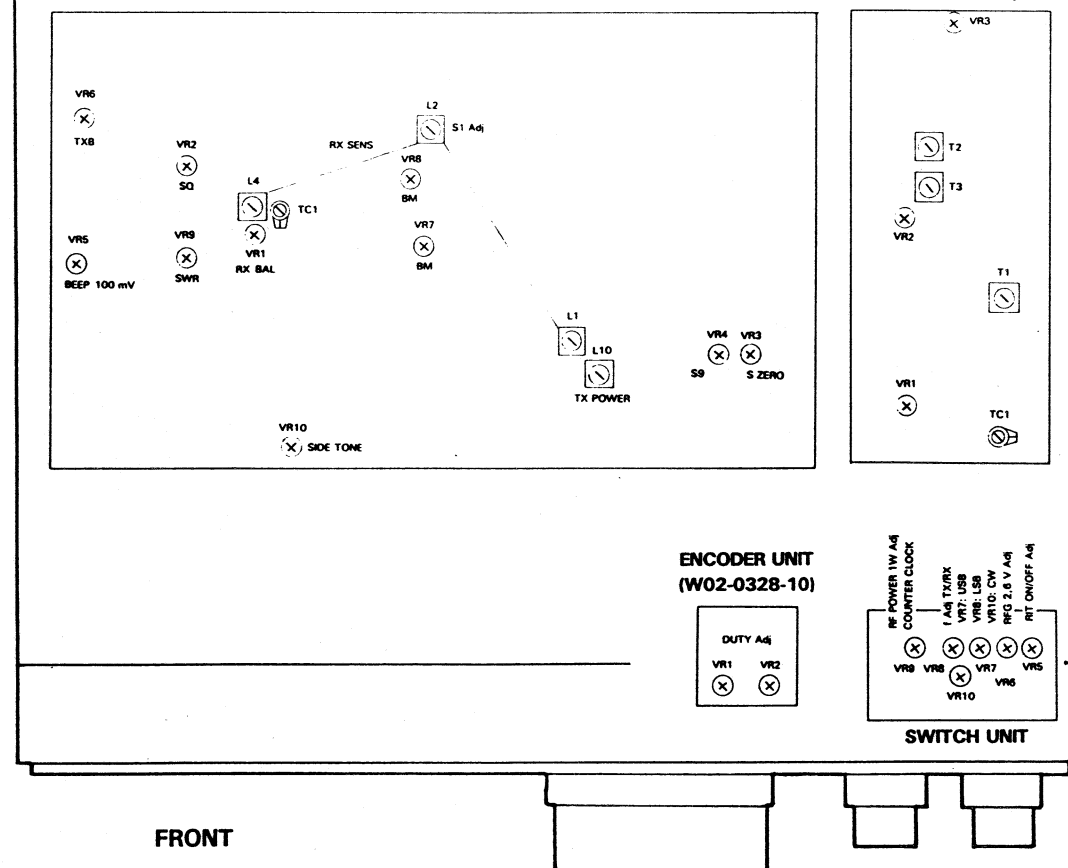 VR3
VR6
TXB
VR2
SQ
L2
S1 Adj
RX SENS
VR8
BM
L4
TC1
VR1
RX BAL
VR5
BEEP 100 mV
VR9
SWR
VR7
BM
L1
L10
TX POWER
VR4
VR3
S9
S ZERO
VR10
SIDE TONE
T2
T3
VR2
T1
VR1
TC1
ENCODER UNIT
(W02-0328-10)
DUTY Adj
VR1
VR2
RF POWER 1W Adj
COUNTER CLOCK
f Adj TX/RX
VR7: USB
VR8: LSB
VR10: CW
RFG 2.6 V Adj
RIT ON/OFF Adj
VR9
VR8
VR7
VR5
VR10
VR6
SWITCH UNIT
FRONT